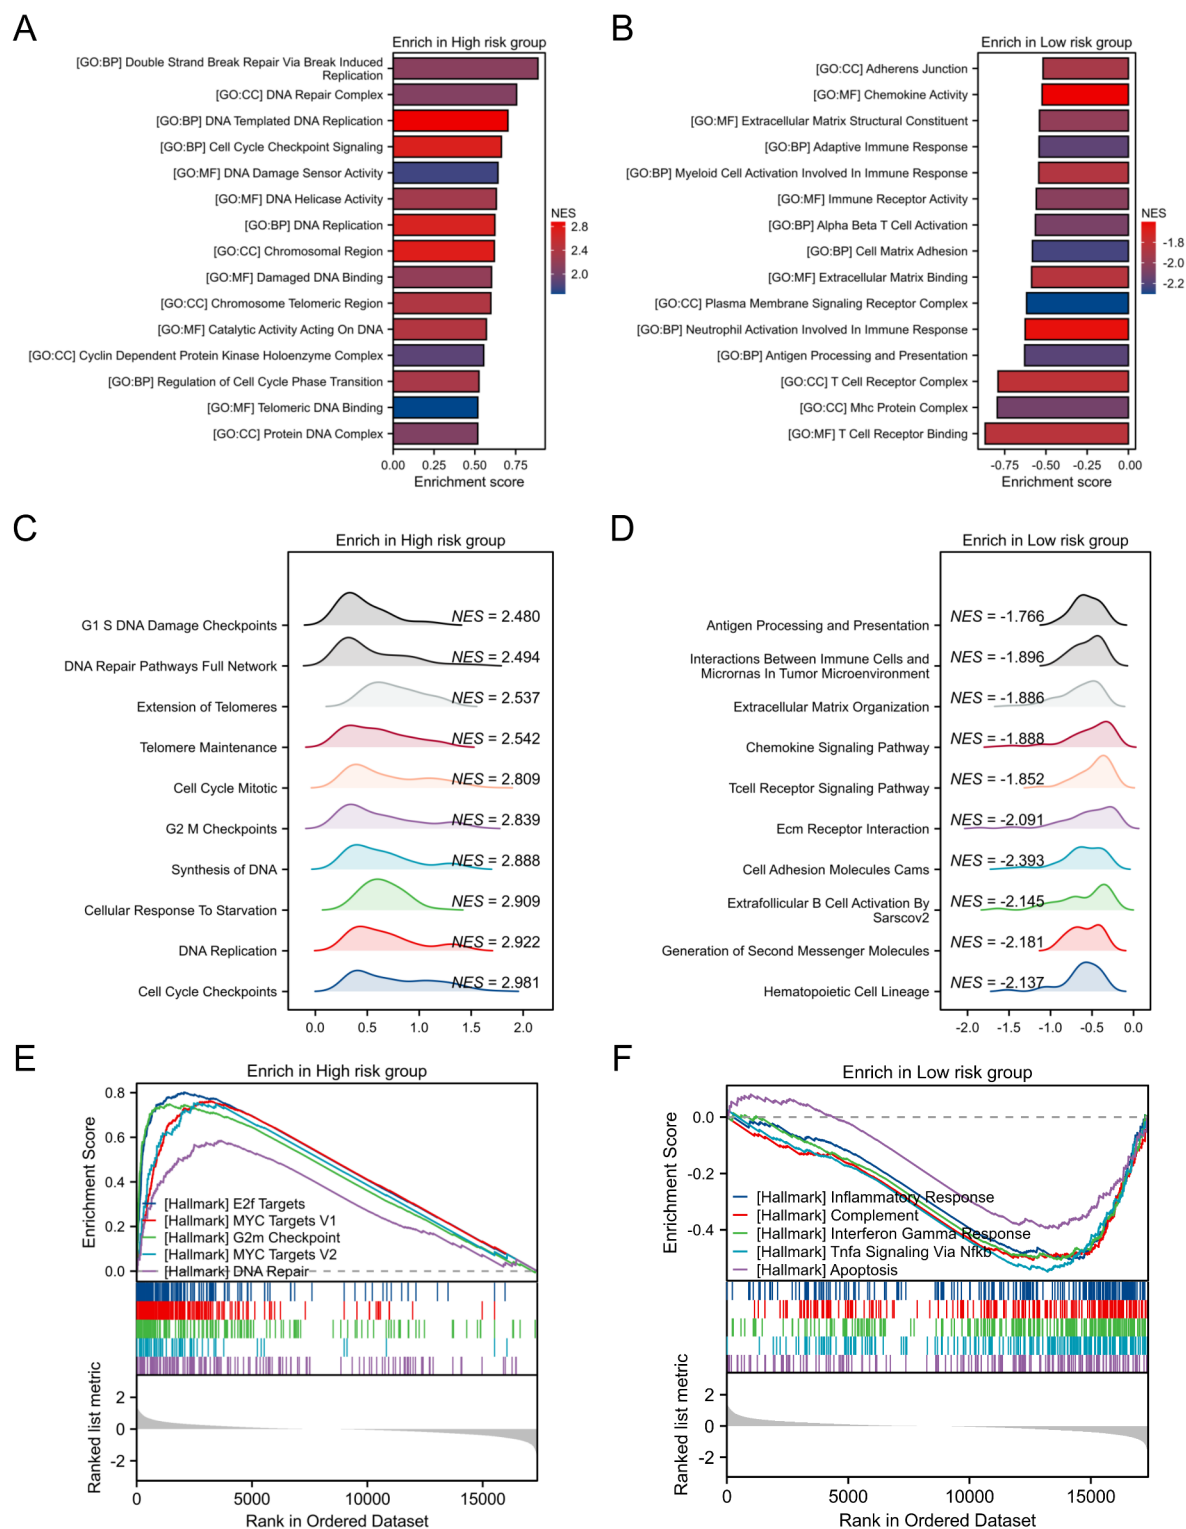 A
Enrich in High risk group
[GO:BP] Double Strand Break Repair Via Break Induced
Replication
[GO:CC] DNA Repair Complex
[GO:BP] DNA Templated DNA Replication
[GO:BP] Cell Cycle Checkpoint Signaling
[GO:MF] DNA Damage Sensor Activity
[GO:MF] DNA Helicase Activity
[GO:BP] DNA Replication
[GO:CC] Chromosomal Region
[GO:MF] Damaged DNA Binding
[GO:CC] Chromosome Telomeric Region
[GO:MF] Catalytic Activity Acting On DNA
[GO:CC] Cyclin Dependent Protein Kinase Holoenzyme Complex
[GO:BP] Regulation of Cell Cycle Phase Transition
[GO:MF] Telomeric DNA Binding
[GO:CC] Protein DNA Complex
0.00 0.25 0.50 0.75
Enrichment score
NES
2.8
2.4
2.0
B
Enrich in Low risk group
[GO:CC] Adherens Junction
[GO:MF] Chemokine Activity
[GO:MF] Extracellular Matrix Structural Constituent
[GO:BP] Adaptive Immune Response
[GO:BP] Myeloid Cell Activation Involved In Immune Response
[GO:MF] Immune Receptor Activity
[GO:BP] Alpha Beta T Cell Activation
[GO:BP] Cell Matrix Adhesion
[GO:MF] Extracellular Matrix Binding
[GO:CC] Plasma Membrane Signaling Receptor Complex
[GO:BP] Neutrophil Activation Involved In Immune Response
[GO:BP] Antigen Processing and Presentation
[GO:CC] T Cell Receptor Complex
[GO:CC] Mhc Protein Complex
[GO:MF] T Cell Receptor Binding
-0.75 -0.50 -0.25 0.00
Enrichment score
NES
-1.8
-2.0
-2.2
C
Enrich in High risk group
G1 S DNA Damage Checkpoints NES = 2.480
DNA Repair Pathways Full Network NES = 2.494
Extension of Telomeres NES = 2.537
Telomere Maintenance NES = 2.542
Cell Cycle Mitotic NES = 2.809
G2 M Checkpoints NES = 2.839
Synthesis of DNA NES = 2.888
Cellular Response To Starvation NES = 2.909
DNA Replication NES = 2.922
Cell Cycle Checkpoints NES = 2.981
0.0 0.5 1.0 1.5 2.0
D
Enrich in Low risk group
Antigen Processing and Presentation NES = -1.766
Interactions Between Immune Cells and
Micrornas In Tumor Microenvironment NES = -1.896
Extracellular Matrix Organization NES = -1.886
Chemokine Signaling Pathway NES = -1.888
Tcell Receptor Signaling Pathway NES = -1.852
Ecm Receptor Interaction NES = -2.091
Cell Adhesion Molecules Cams NES = -2.393
Extrafollicular B Cell Activation By
Sarscov2 NES = -2.145
Generation of Second Messenger Molecules NES = -2.181
Hematopoietic Cell Lineage NES = -2.137
-2.0 -1.5 -1.0 -0.5 0.0
E
Enrich in High risk group
Enrichment Score
0.8
0.6
0.4
0.2
0.0
[Hallmark] E2f Targets
[Hallmark] MYC Targets V1
[Hallmark] G2m Checkpoint
[Hallmark] MYC Targets V2
[Hallmark] DNA Repair
Ranked list metric
2
0
-2
0 5000 10000 15000
Rank in Ordered Dataset
F
Enrich in Low risk group
Enrichment Score
0.0
-0.2
-0.4
[Hallmark] Inflammatory Response
[Hallmark] Complement
[Hallmark] Interferon Gamma Response
[Hallmark] Tnfa Signaling Via Nfkb
[Hallmark] Apoptosis
Ranked list metric
2
0
-2
0 5000 10000 15000
Rank in Ordered Dataset